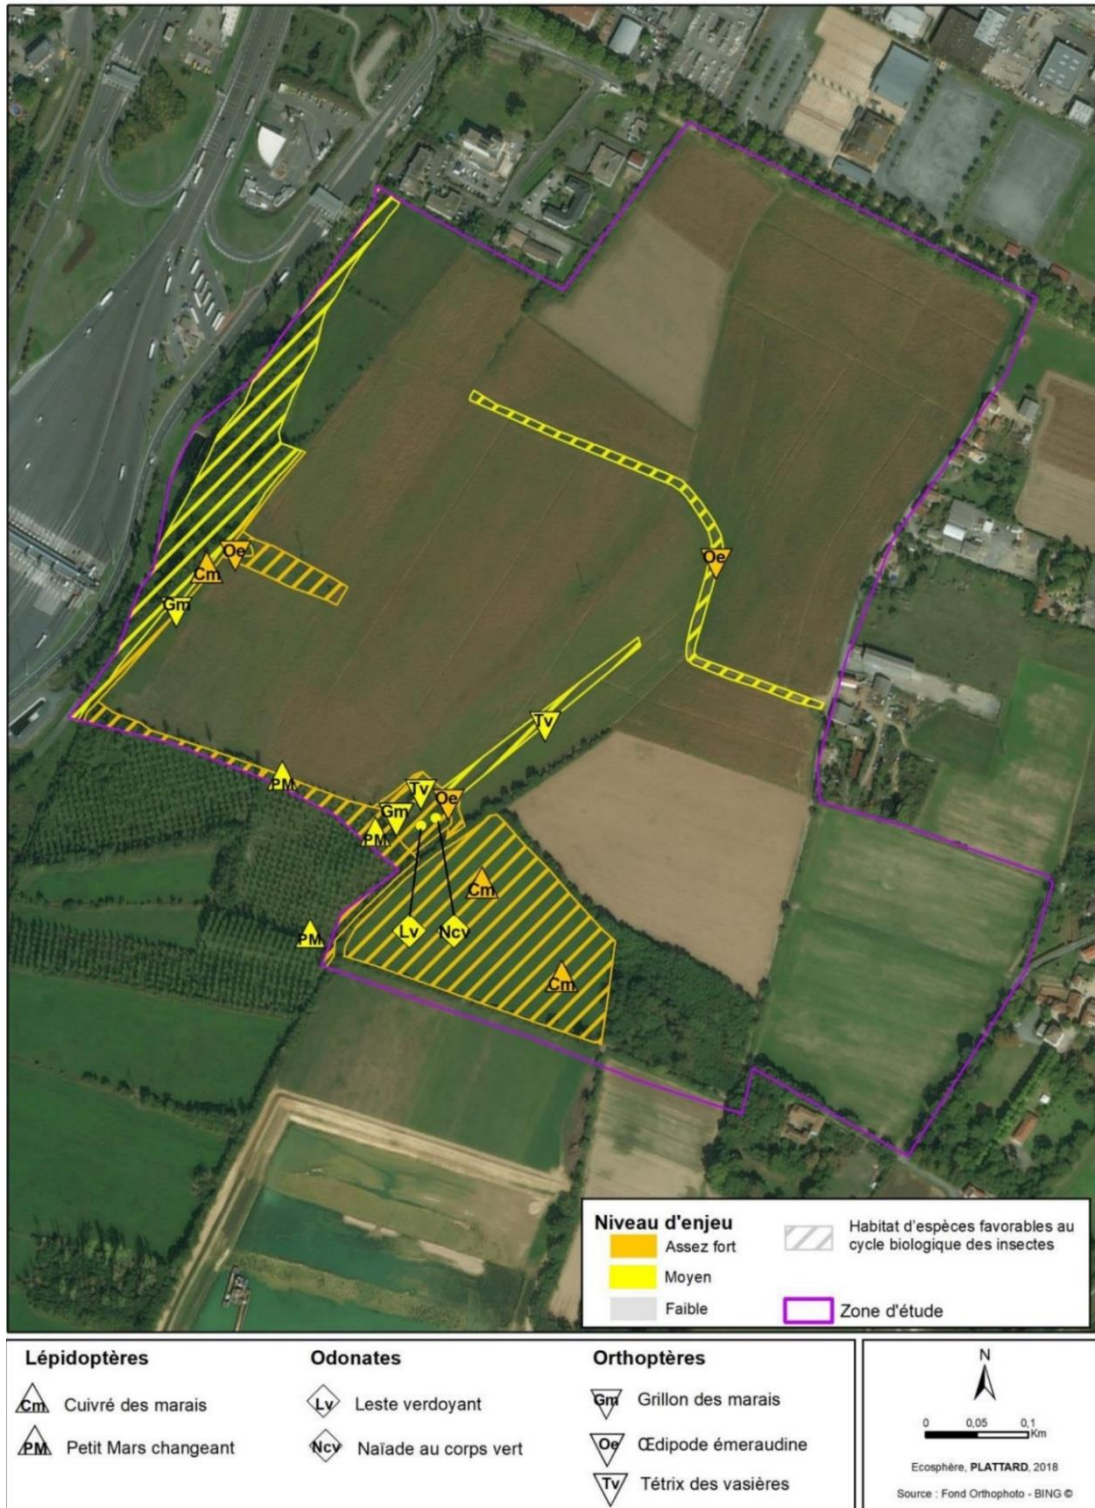 Oe
Cm
Gm
Oe
Tv
PM
Tv
Oe
Gm
PM
Cm
Lv
Ncv
PM
Cm
Niveau d'enjeu
Assez fort
Moyen
Faible
Habitat d'espèces favorables au
cycle biologique des insectes
Zone d'étude
Lépidoptères
Cm Cuivré des marais
PM Petit Mars changeant
Odonates
Lv Leste verdoyant
Ncv Naïade au corps vert
Orthoptères
Gm Grillon des marais
Oe Œdipode émeraudine
Tv Tétrix des vasières
N
0 0,05 0,1
Km
Ecosphère, PLATTARD, 2018
Source : Fond Orthophoto - BING ©